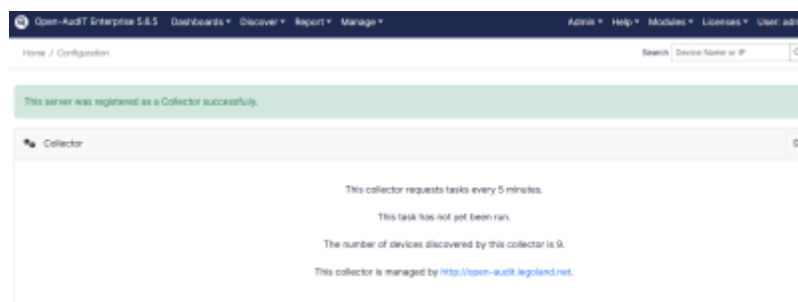 Open-AudIT Enterprise 5.6.5 Dashboards Discover Report Manage Admin Help Modules Licenses User: adm
Home / Configuration Search Device Name or IP
This server was registered as a Collector successfully.
Collector
This collector requests tasks every 5 minutes.
This task has not yet been run.
The number of devices discovered by this collector is 9.
This collector is managed by http://open-audit.legoland.net.